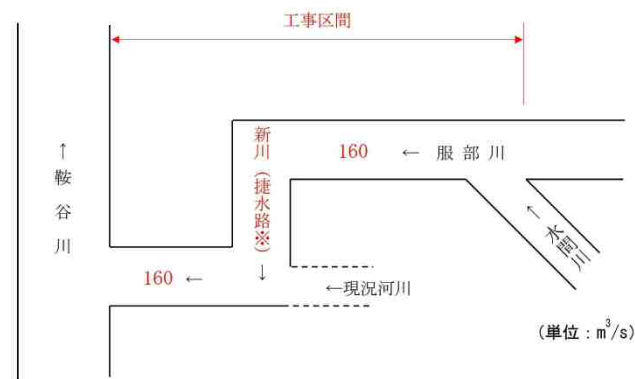 工事区間
160 ← 服部川
新川（捷水路※）
↓
↑
鞍谷川
↑
水間川
160 ←
←現況河川
(単位：m³/s)